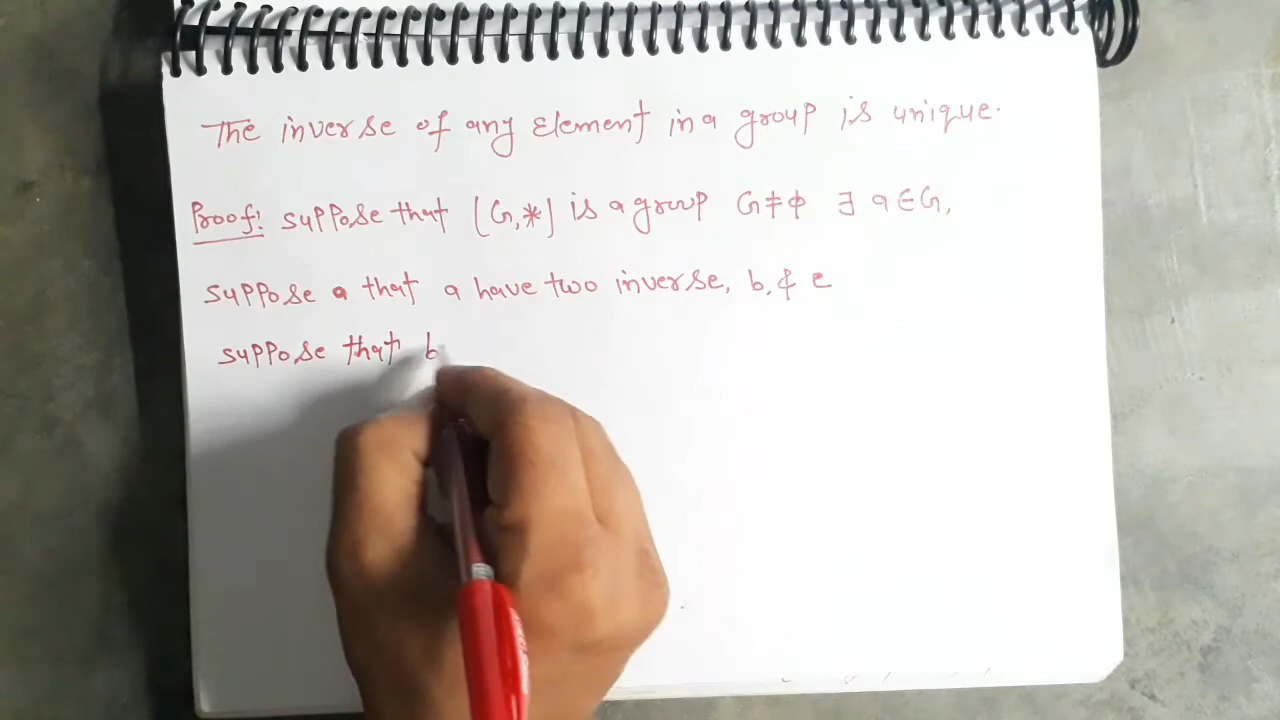 The inverse of any Element in a group is unique.
Proof: suppose that (G,*) is a group G≠ϕ ∃ a∈G,
suppose a that a have two inverse, b, & c
suppose that b